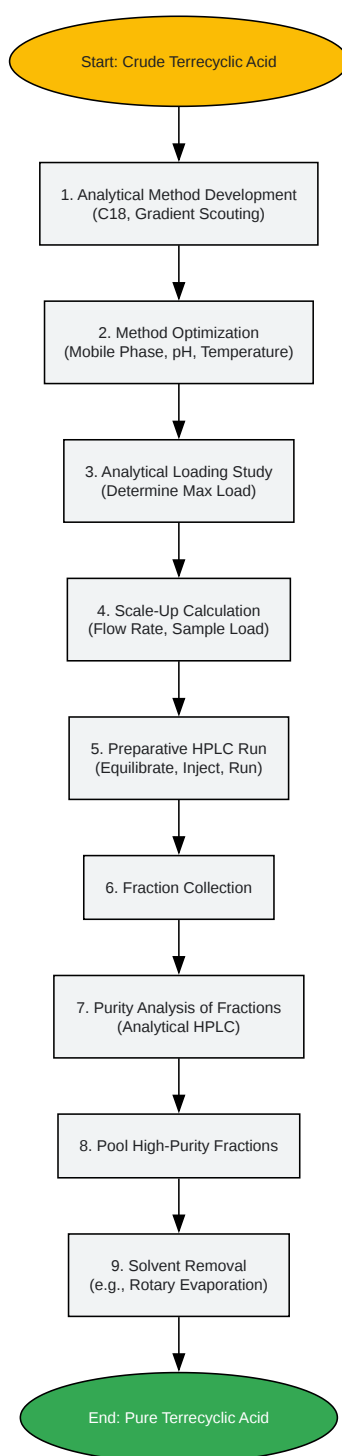 Start: Crude Terrecyclic Acid
1. Analytical Method Development
(C18, Gradient Scouting)
2. Method Optimization
(Mobile Phase, pH, Temperature)
3. Analytical Loading Study
(Determine Max Load)
4. Scale-Up Calculation
(Flow Rate, Sample Load)
5. Preparative HPLC Run
(Equilibrate, Inject, Run)
6. Fraction Collection
7. Purity Analysis of Fractions
(Analytical HPLC)
8. Pool High-Purity Fractions
9. Solvent Removal
(e.g., Rotary Evaporation)
End: Pure Terrecyclic Acid